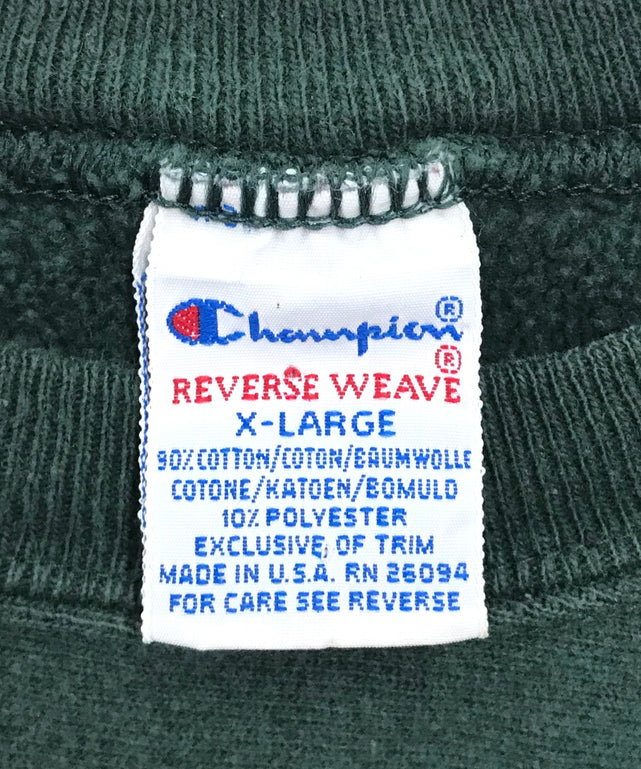 Champion®
REVERSE WEAVE®
X-LARGE
90% COTTON/COTON/BAUMWOLLE
COTONE/KATOEN/BOMULD
10% POLYESTER
EXCLUSIVE OF TRIM
MADE IN U.S.A. RN 26094
FOR CARE SEE REVERSE